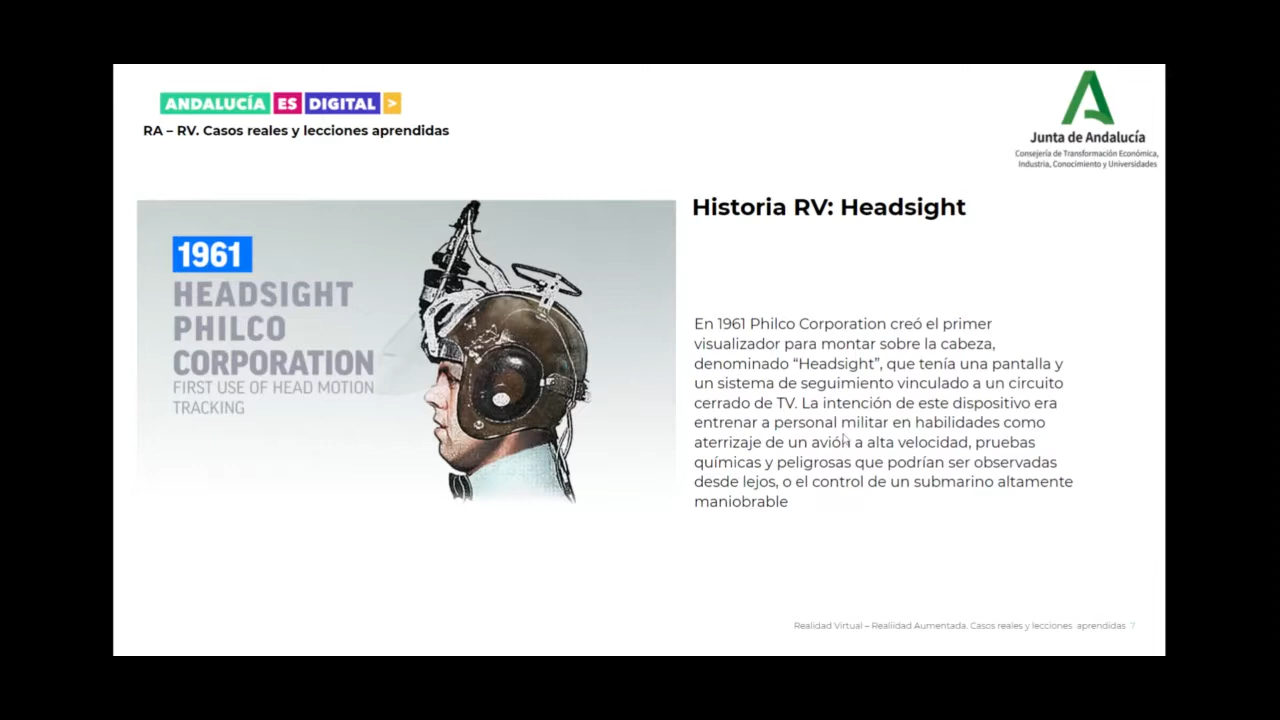 ANDALUCÍA ES DIGITAL >
RA – RV. Casos reales y lecciones aprendidas
Junta de Andalucía
Consejería de Transformación Económica,
Industria, Conocimiento y Universidades
1961
HEADSIGHT
PHILCO
CORPORATION
FIRST USE OF HEAD MOTION
TRACKING
Historia RV: Headsight
En 1961 Philco Corporation creó el primer
visualizador para montar sobre la cabeza,
denominado “Headsight”, que tenía una pantalla y
un sistema de seguimiento vinculado a un circuito
cerrado de TV. La intención de este dispositivo era
entrenar a personal militar en habilidades como
aterrizaje de un avión a alta velocidad, pruebas
químicas y peligrosas que podrían ser observadas
desde lejos, o el control de un submarino altamente
maniobrable
Realidad Virtual – Realiidad Aumentada. Casos reales y lecciones aprendidas 7